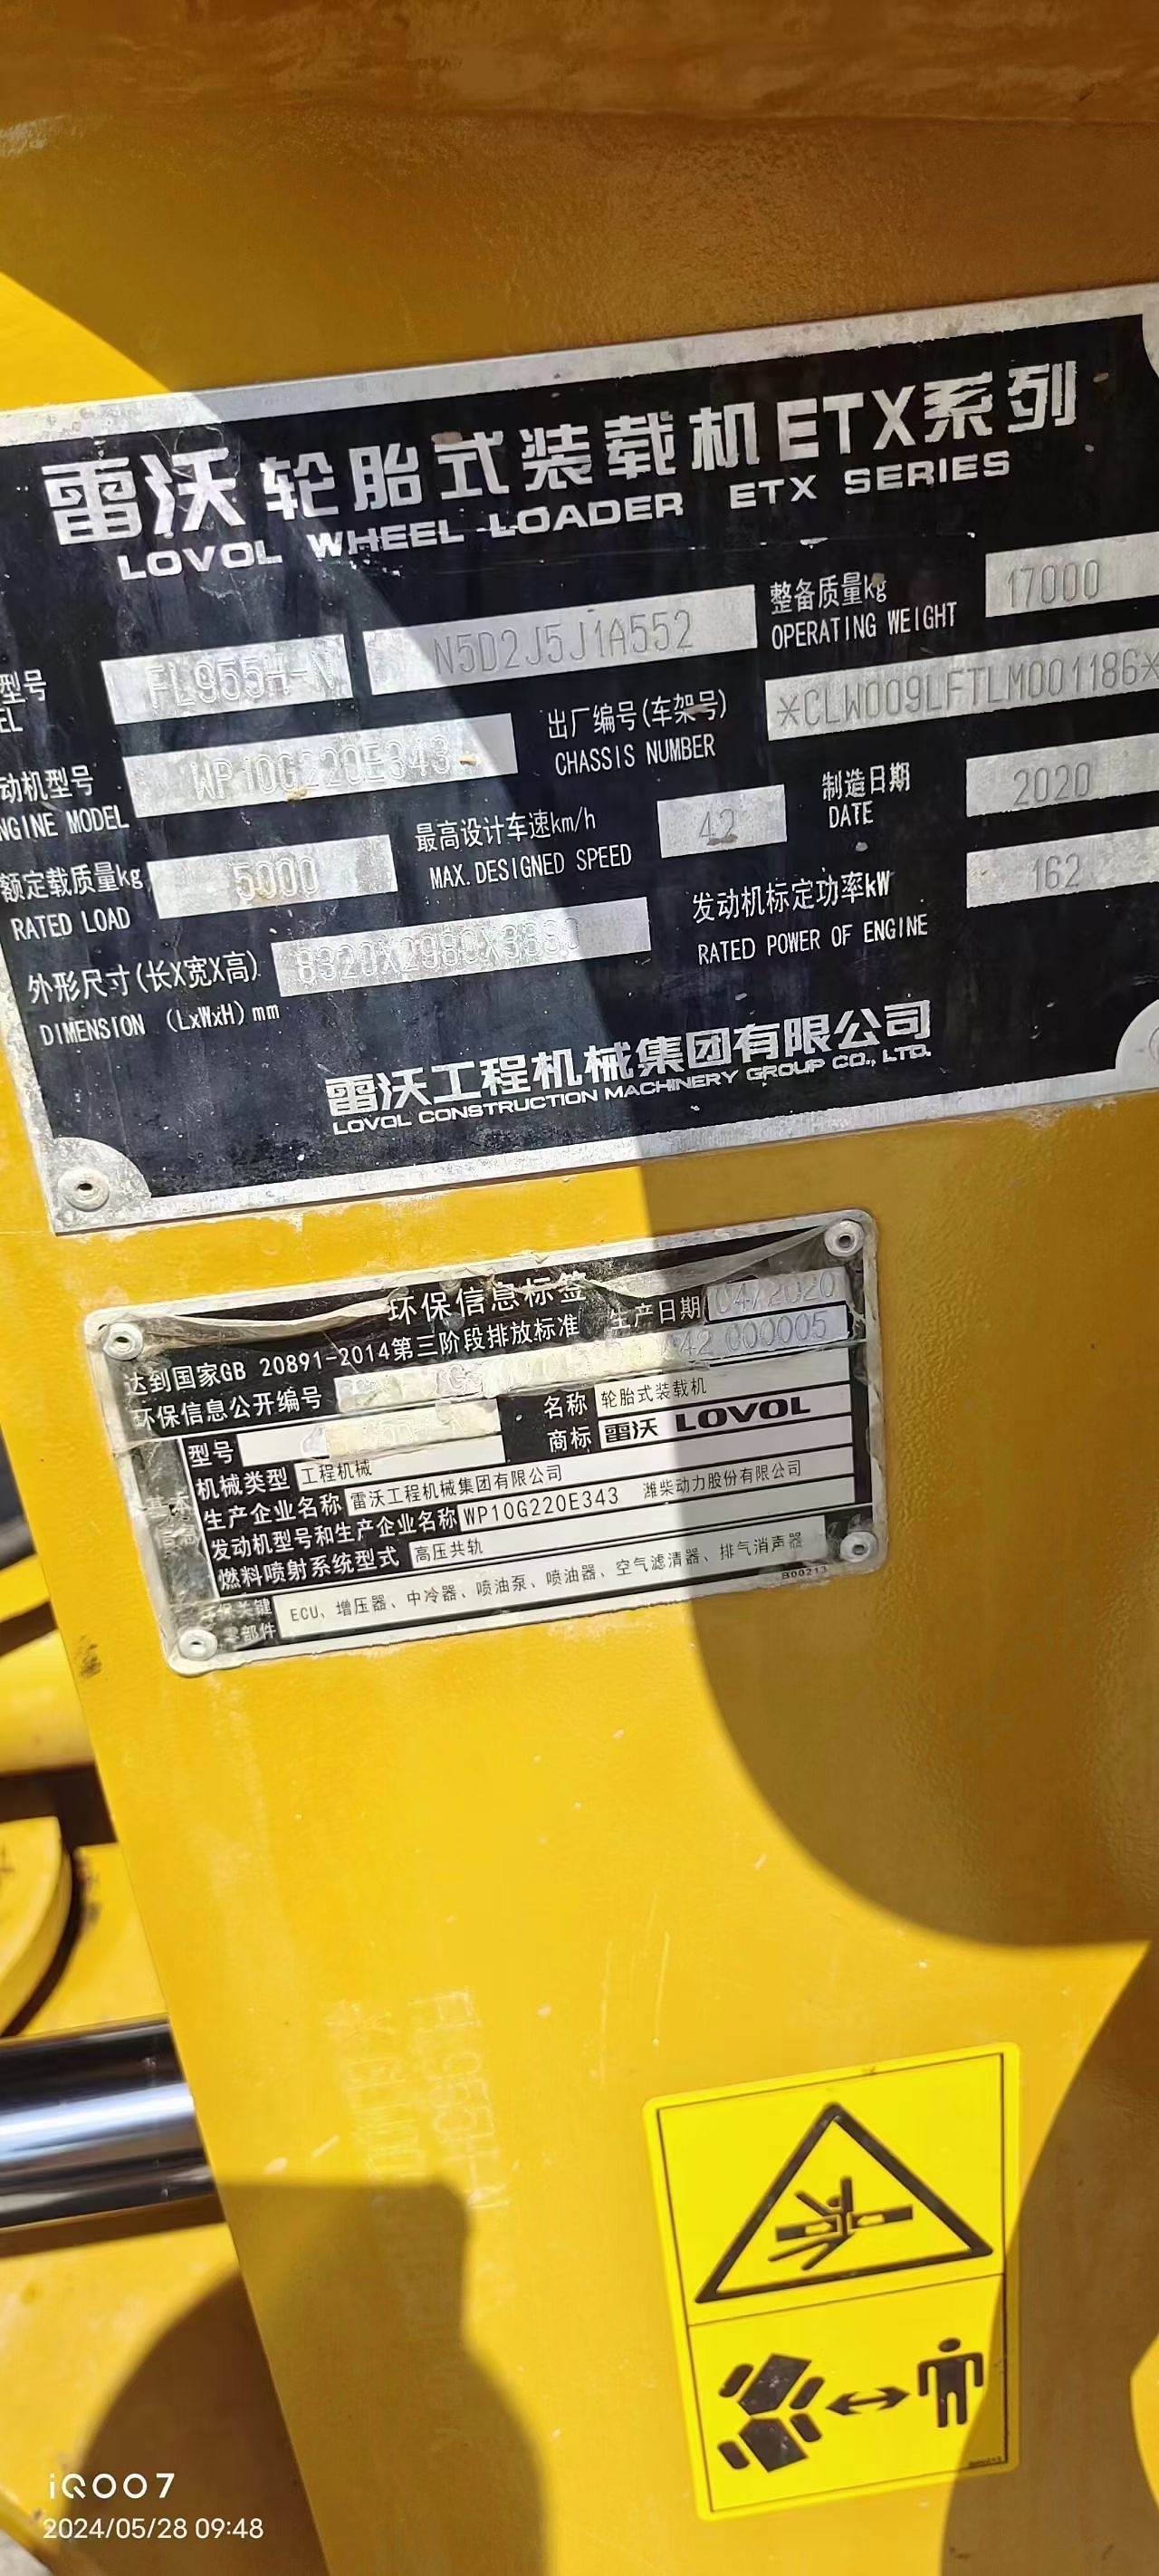 雷沃轮胎式装载机ETX系列
LOVOL WHEEL LOADER ETX SERIES
型号 FL955H-N N5D2J5J1A552 整备质量kg 17000
EL OPERATING WEIGHT
动机型号 WP10G220E343 出厂编号(车架号) *CLW009LFTLM001186*
NGINE MODEL CHASSIS NUMBER
额定载质量kg 5000 最高设计车速km/h 42 制造日期 2020
RATED LOAD MAX.DESIGNED SPEED DATE
外形尺寸(长X宽X高) 8320X2980X 发动机标定功率kW 162
DIMENSION (LxWxH)mm RATED POWER OF ENGINE
雷沃工程机械集团有限公司
LOVOL CONSTRUCTION MACHINERY GROUP CO., LTD.
环保信息标签
达到国家GB 20891-2014第三阶段排放标准 生产日期 04/2020
环保信息公开编号 42 000005
型号 名称 轮胎式装载机
商标 雷沃 LOVOL
机械类型 工程机械
生产企业名称 雷沃工程机械集团有限公司
发动机型号和生产企业名称 WP10G220E343 潍柴动力股份有限公司
燃料喷射系统型式 高压共轨
关键 部件 ECU、增压器、中冷器、喷油泵、喷油器、空气滤清器、排气消声器
B00213
iQOO7
2024/05/28 09:48